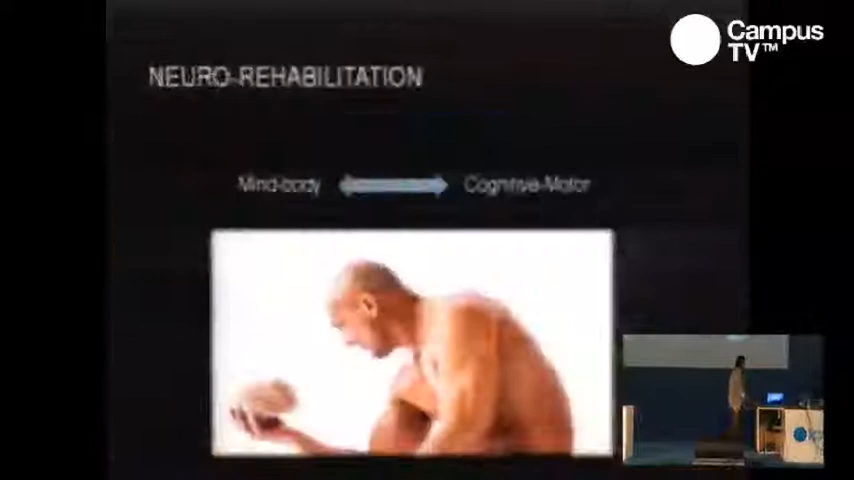 Campus
TV™
NEURO-REHABILITATION
Mind-body
Cognitive-Motor